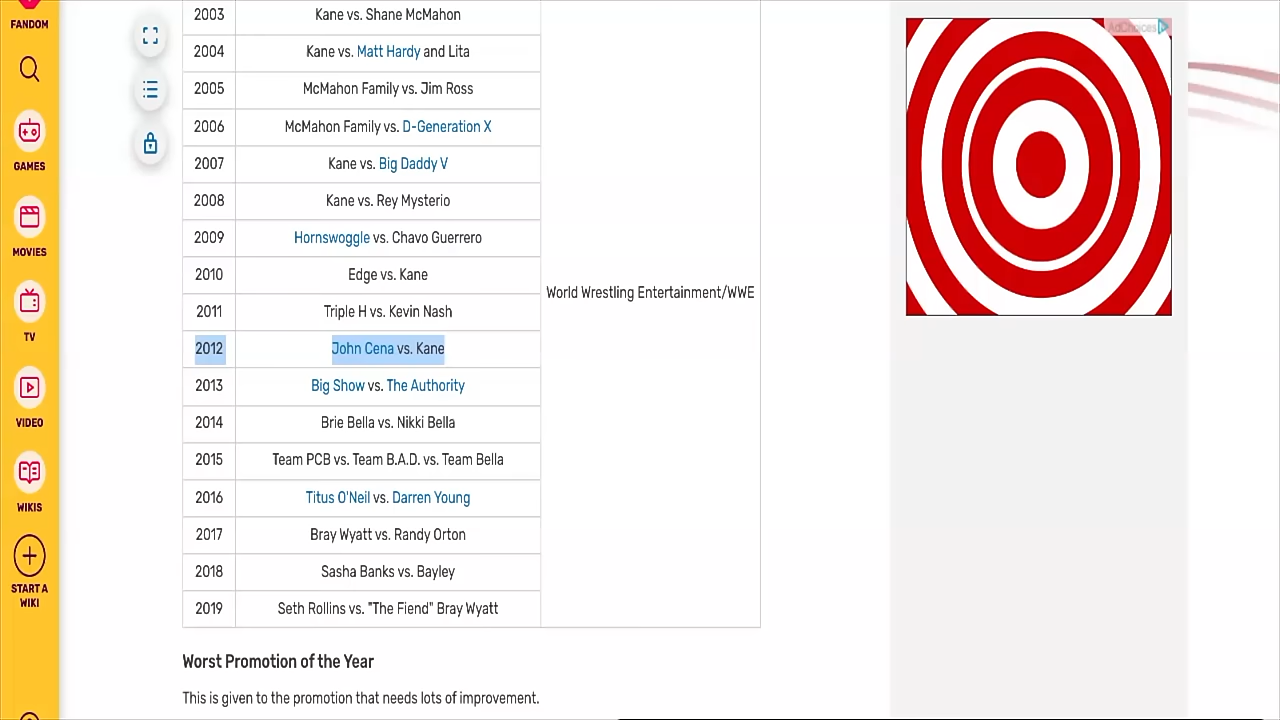 FANDOM
GAMES
MOVIES
TV
VIDEO
WIKIS
START A
WIKI
2003 Kane vs. Shane McMahon
2004 Kane vs. Matt Hardy and Lita
2005 McMahon Family vs. Jim Ross
2006 McMahon Family vs. D-Generation X
2007 Kane vs. Big Daddy V
2008 Kane vs. Rey Mysterio
2009 Hornswoggle vs. Chavo Guerrero
2010 Edge vs. Kane
World Wrestling Entertainment/WWE
2011 Triple H vs. Kevin Nash
2012 John Cena vs. Kane
2013 Big Show vs. The Authority
2014 Brie Bella vs. Nikki Bella
2015 Team PCB vs. Team B.A.D. vs. Team Bella
2016 Titus O'Neil vs. Darren Young
2017 Bray Wyatt vs. Randy Orton
2018 Sasha Banks vs. Bayley
2019 Seth Rollins vs. "The Fiend" Bray Wyatt
Worst Promotion of the Year
This is given to the promotion that needs lots of improvement.
AdChoices